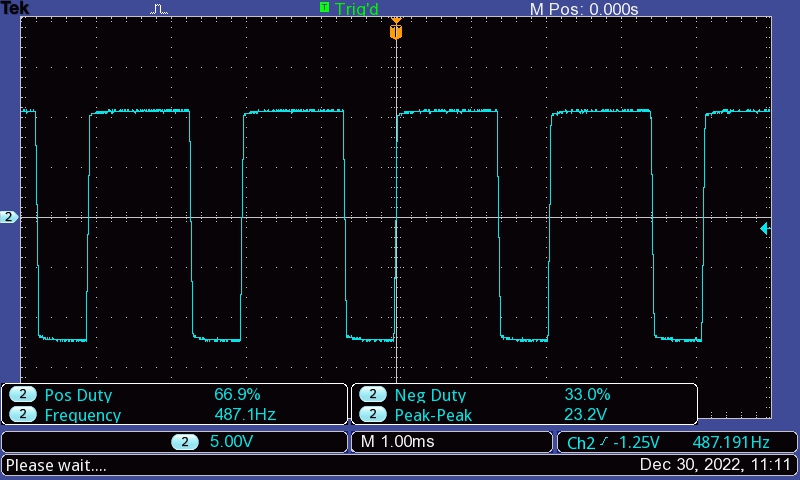 Tek T Trig'd M Pos: 0.000s
T
2
2 Pos Duty 66.9% 2 Neg Duty 33.0%
2 Frequency 487.1Hz 2 Peak-Peak 23.2V
2 5.00V M 1.00ms Ch2 -1.25V 487.191Hz
Please wait.... Dec 30, 2022, 11:11